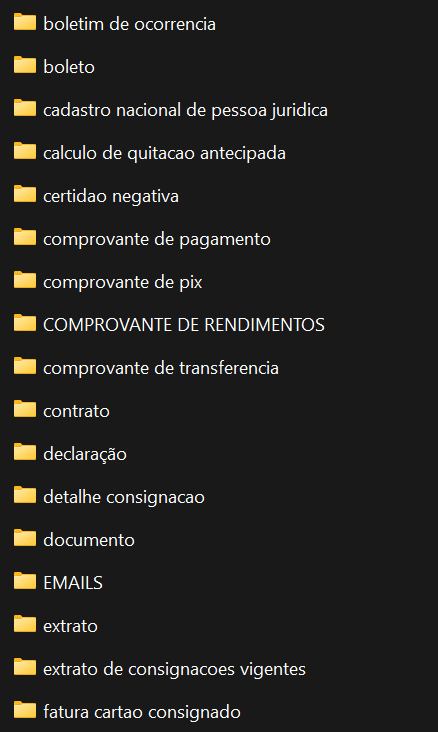 boletim de ocorrencia
boleto
cadastro nacional de pessoa juridica
calculo de quitacao antecipada
certidao negativa
comprovante de pagamento
comprovante de pix
COMPROVANTE DE RENDIMENTOS
comprovante de transferencia
contrato
declaração
detalhe consignacao
documento
EMAILS
extrato
extrato de consignacoes vigentes
fatura cartao consignado